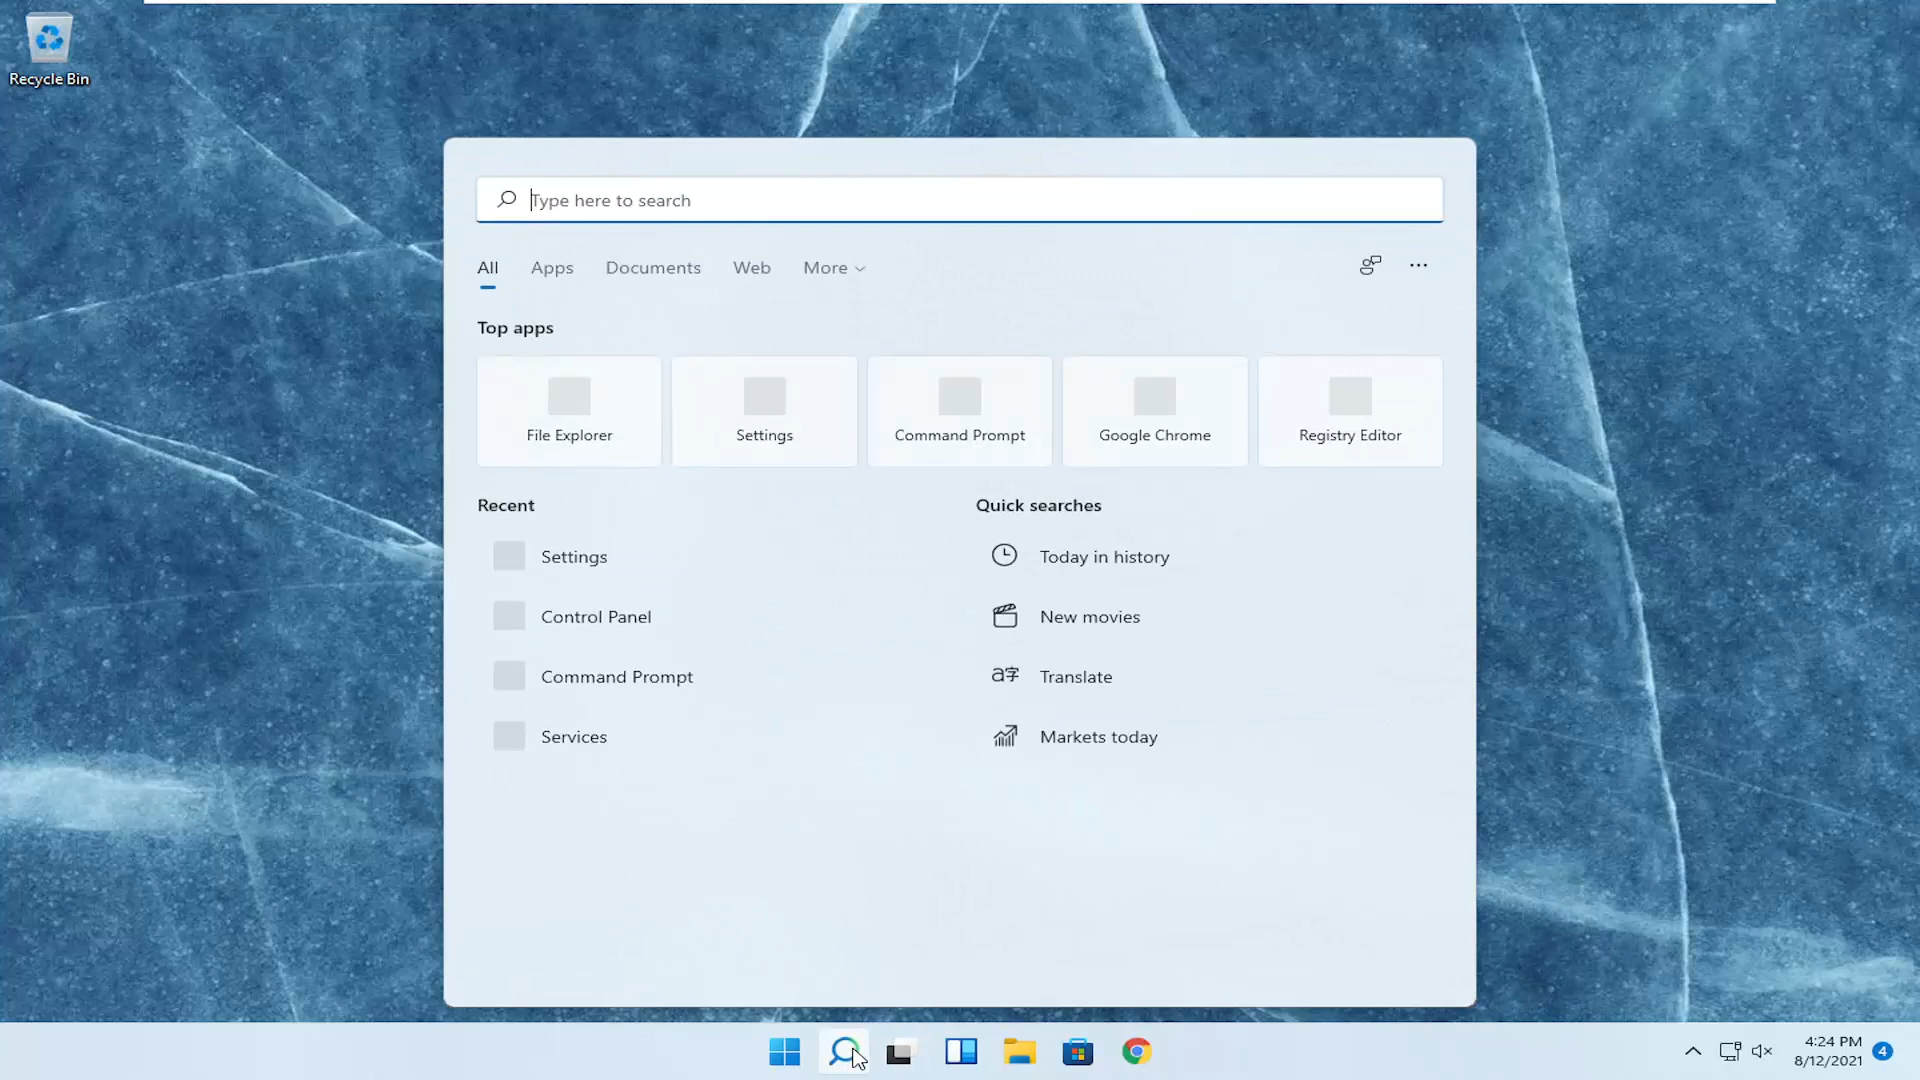 Recycle Bin
Type here to search
All Apps Documents Web More
Top apps
File Explorer Settings Command Prompt Google Chrome Registry Editor
Recent Quick searches
Settings Today in history
Control Panel New movies
Command Prompt Translate
Services Markets today
4:24 PM
8/12/2021 4